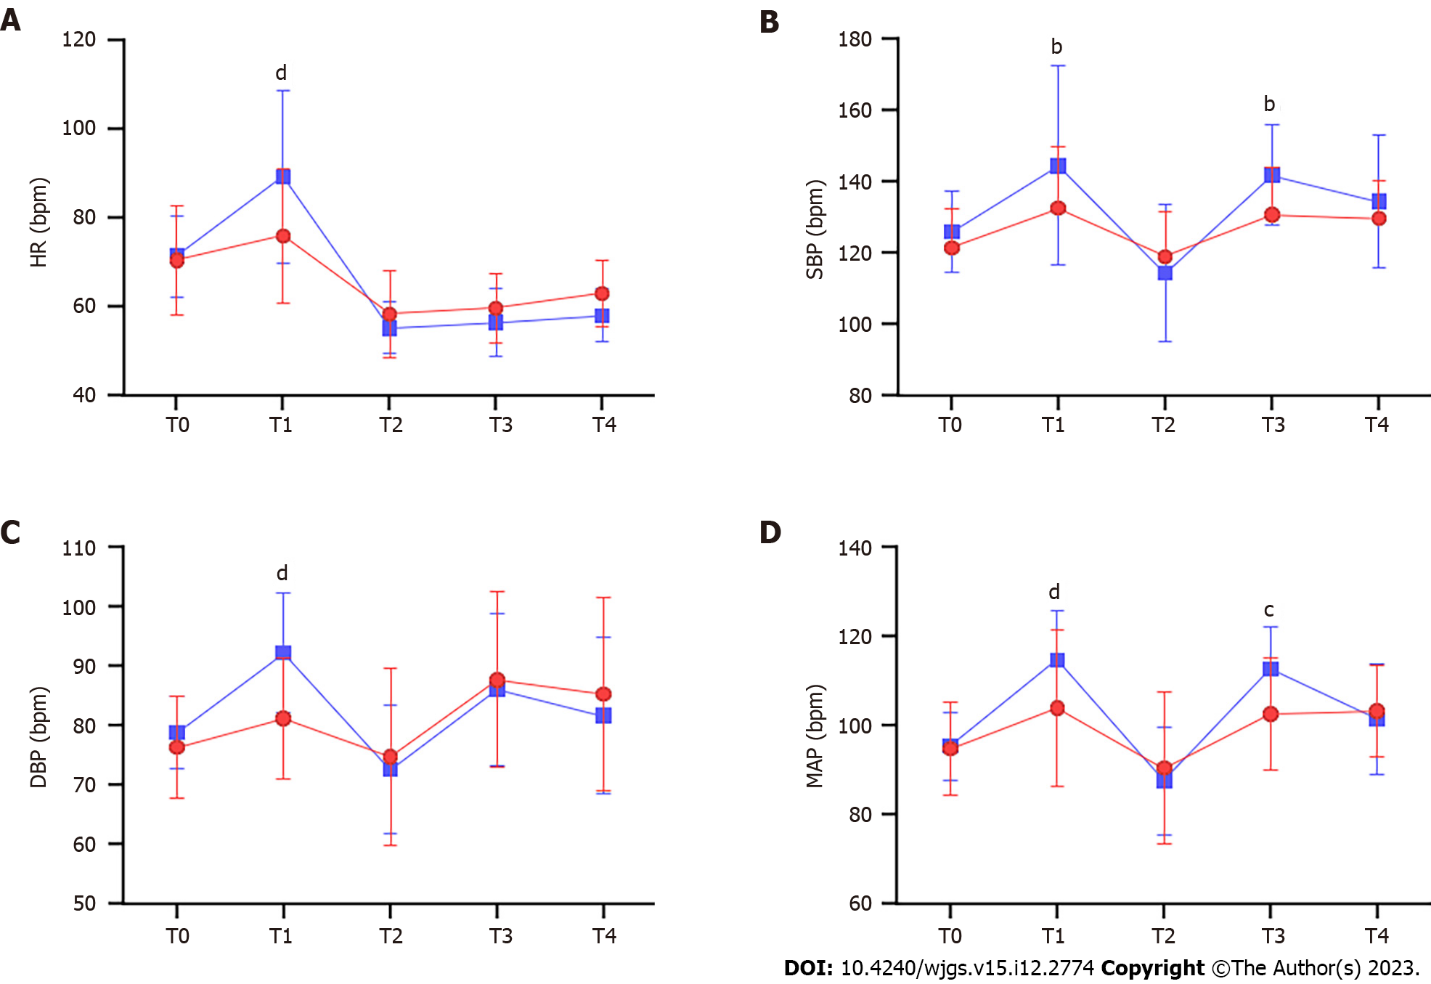 A
120
100
80
60
40
HR (bpm)
d
T0 T1 T2 T3 T4
B
180
160
140
120
100
80
SBP (bpm)
b
b
T0 T1 T2 T3 T4
C
110
100
90
80
70
60
50
DBP (bpm)
d
T0 T1 T2 T3 T4
D
140
120
100
80
60
MAP (bpm)
d
c
T0 T1 T2 T3 T4
DOI: 10.4240/wjgs.v15.i12.2774 Copyright ©The Author(s) 2023.